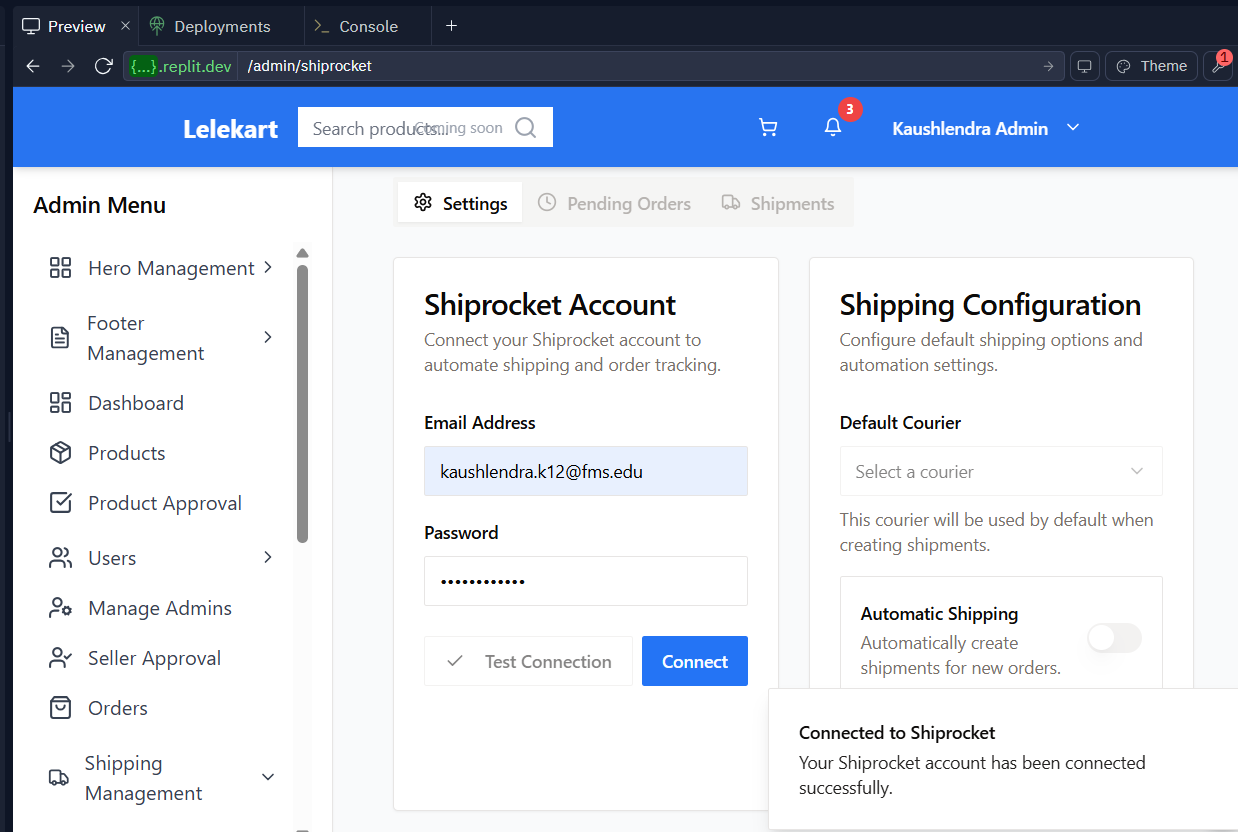 Preview
Deployments
Console
{...}.replit.dev /admin/shiprocket
Theme
1
Lelekart
Search products...
Coming soon
3
Kaushlendra Admin
Admin Menu
Hero Management
Footer
Management
Dashboard
Products
Product Approval
Users
Manage Admins
Seller Approval
Orders
Shipping
Management
Settings
Pending Orders
Shipments
Shiprocket Account
Connect your Shiprocket account to
automate shipping and order tracking.
Email Address
kaushlendra.k12@fms.edu
Password
••••••••••••
Test Connection
Connect
Shipping Configuration
Configure default shipping options and
automation settings.
Default Courier
Select a courier
This courier will be used by default when
creating shipments.
Automatic Shipping
Automatically create
shipments for new orders.
Connected to Shiprocket
Your Shiprocket account has been connected
successfully.